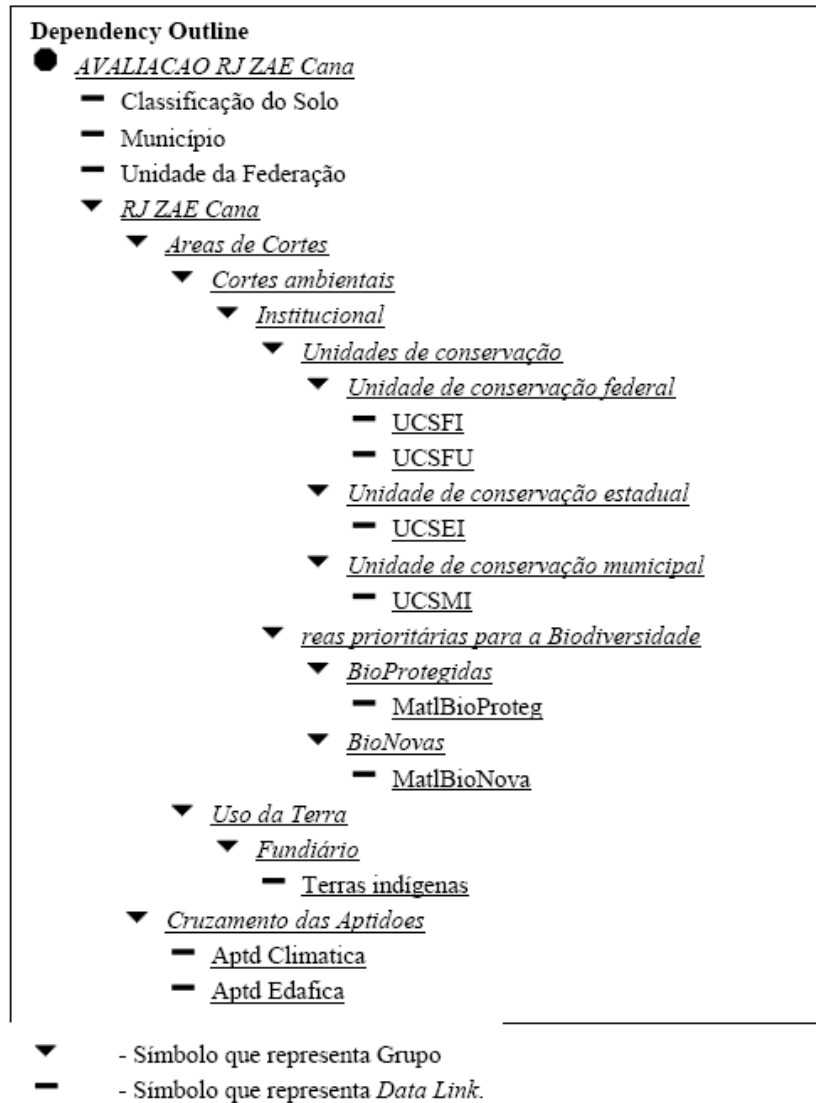 Dependency Outline
AVALIACAO RJ ZAE Cana
Classificação do Solo
Município
Unidade da Federação
RJ ZAE Cana
Areas de Cortes
Cortes ambientais
Institucional
Unidades de conservação
Unidade de conservação federal
UCSFI
UCSFU
Unidade de conservação estadual
UCSEI
Unidade de conservação municipal
UCSMI
reas prioritárias para a Biodiversidade
BioProtegidas
MatlBioProteg
BioNovas
MatlBioNova
Uso da Terra
Fundiário
Terras indígenas
Cruzamento das Aptidoes
Aptd Climatica
Aptd Edafica
- Símbolo que representa Grupo
- Símbolo que representa Data Link.